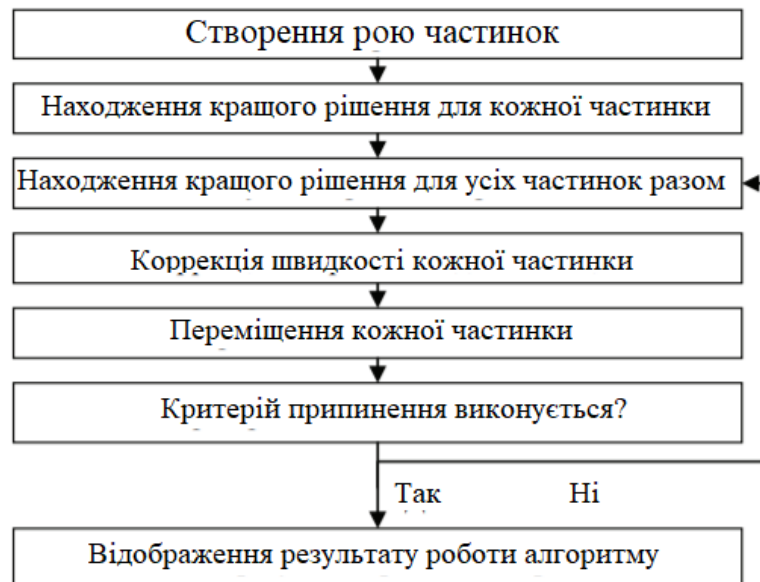 Створення рою частинок
Находження кращого рішення для кожної частинки
Находження кращого рішення для усіх частинок разом
Коррекція швидкості кожної частинки
Переміщення кожної частинки
Критерій припинення виконується?
Так Ні
Відображення результату роботи алгоритму